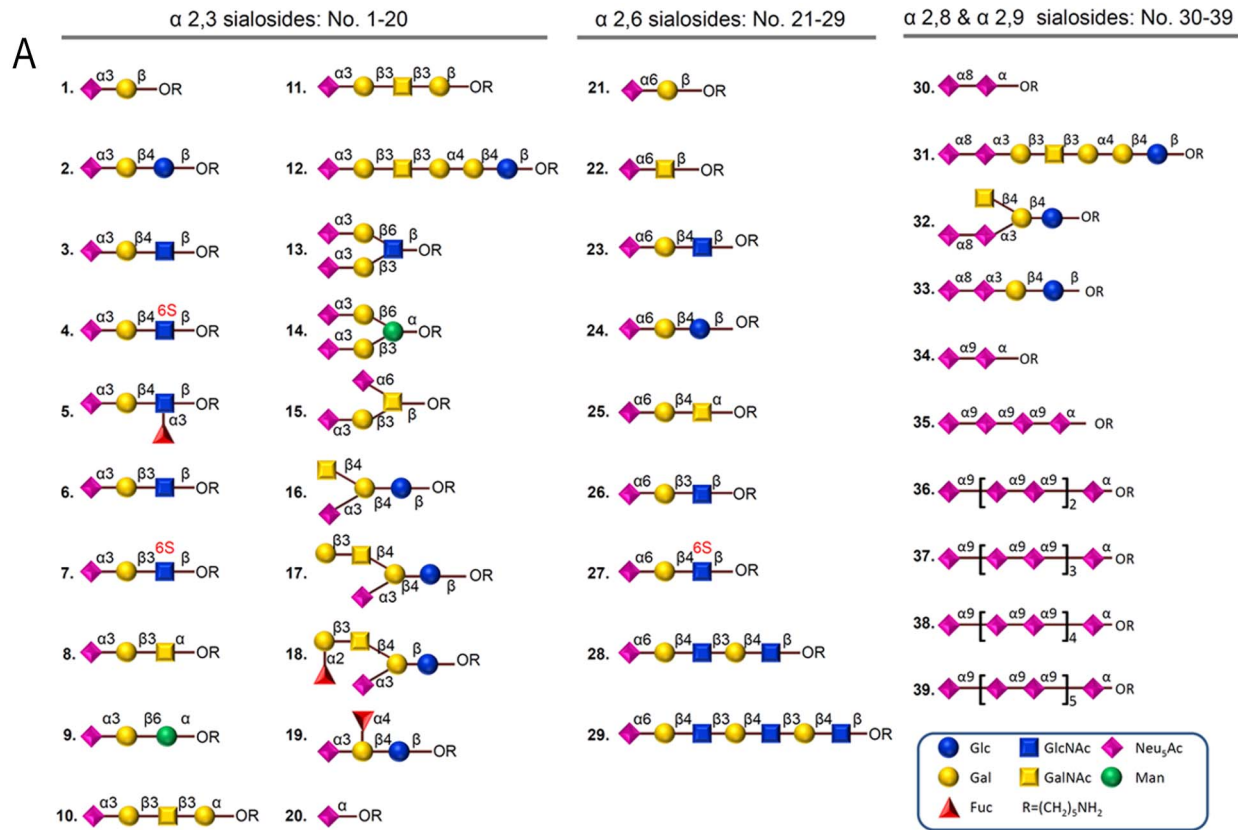 α 2,3 sialosides: No. 1-20
α 2,6 sialosides: No. 21-29
α 2,8 & α 2,9 sialosides: No. 30-39
A
α3 β
1. OR
α3 β4 β
2. OR
α3 β4 β
3. OR
6S
α3 β4 β
4. OR
α3 β4 β
5. OR
α3
α3 β3 β
6. OR
6S
α3 β3 β
7. OR
α3 β3 α
8. OR
α3 β6 α
9. OR
α3 β3 β3 α
10. OR
α3 β3 β3 β
11. OR
α3 β3 β3 α4 β4 β
12. OR
α3 β6 β
13. OR
α3 β3
α3 β6 α
14. OR
α3 β3
α6
15. OR
α3 β3 β
β4
16. OR
α3 β4 β
β3 β4
17. OR
α3 β4 β
β3 β4 β
18. OR
α2 α3
α4
α3 β4 β
19. OR
α
20. OR
α6 β
21. OR
α6 β
22. OR
α6 β4 β
23. OR
α6 β4 β
24. OR
α6 β4 α
25. OR
α6 β3 β
26. OR
6S
α6 β4 β
27. OR
α6 β4 β3 β4 β
28. OR
α6 β4 β3 β4 β3 β4 β
29. OR
α8 α
30. OR
α8 α3 β3 β3 α4 β4 β
31. OR
β4 β4
32. OR
α8 α3
α8 α3 β4 β
33. OR
α9 α
34. OR
α9 α9 α9 α
35. OR
α9 α9 α9 α
36. [ ]2 OR
α9 α9 α9 α
37. [ ]3 OR
α9 α9 α9 α
38. [ ]4 OR
α9 α9 α9 α
39. [ ]5 OR
Glc GlcNAc Neu5Ac
Gal GalNAc Man
Fuc R=(CH2)5NH2